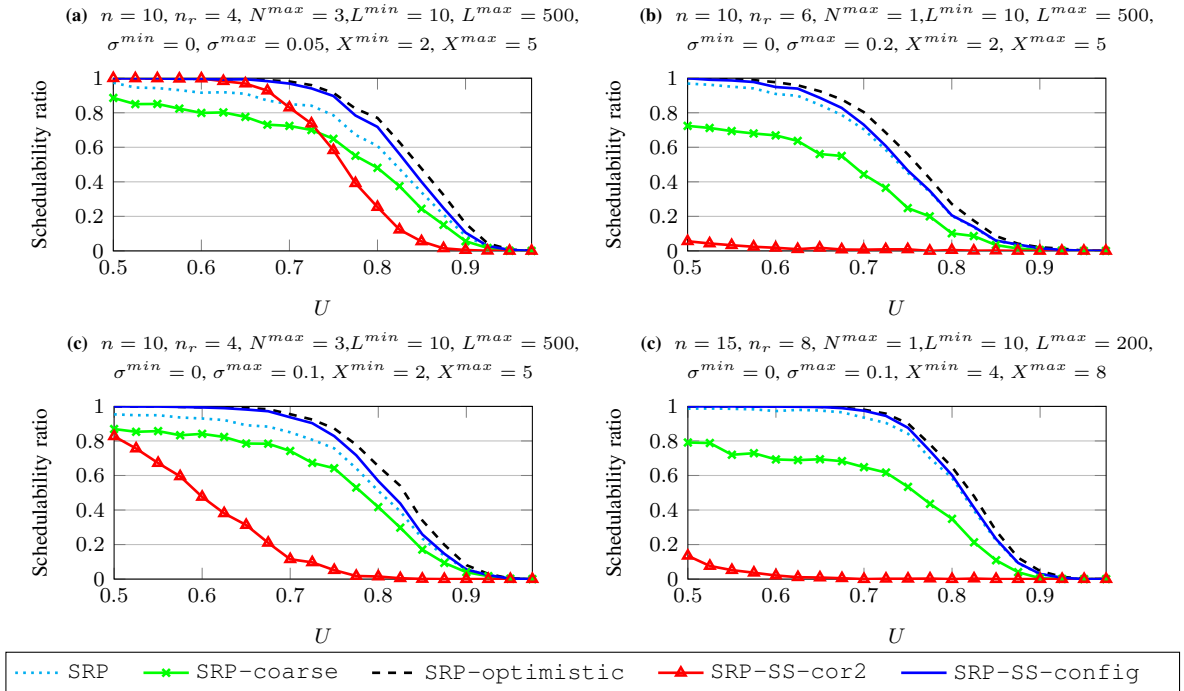 (a) n = 10, n_r = 4, N^{max} = 3,L^{min} = 10, L^{max} = 500,
σ^{min} = 0, σ^{max} = 0.05, X^{min} = 2, X^{max} = 5
Schedulability ratio
1
0.8
0.6
0.4
0.2
0
0.5 0.6 0.7 0.8 0.9
U
(b) n = 10, n_r = 6, N^{max} = 1,L^{min} = 10, L^{max} = 500,
σ^{min} = 0, σ^{max} = 0.2, X^{min} = 2, X^{max} = 5
Schedulability ratio
1
0.8
0.6
0.4
0.2
0
0.5 0.6 0.7 0.8 0.9
U
(c) n = 10, n_r = 4, N^{max} = 3,L^{min} = 10, L^{max} = 500,
σ^{min} = 0, σ^{max} = 0.1, X^{min} = 2, X^{max} = 5
Schedulability ratio
1
0.8
0.6
0.4
0.2
0
0.5 0.6 0.7 0.8 0.9
U
(c) n = 15, n_r = 8, N^{max} = 1,L^{min} = 10, L^{max} = 200,
σ^{min} = 0, σ^{max} = 0.1, X^{min} = 4, X^{max} = 8
Schedulability ratio
1
0.8
0.6
0.4
0.2
0
0.5 0.6 0.7 0.8 0.9
U
SRP SRP-coarse SRP-optimistic SRP-SS-cor2 SRP-SS-config